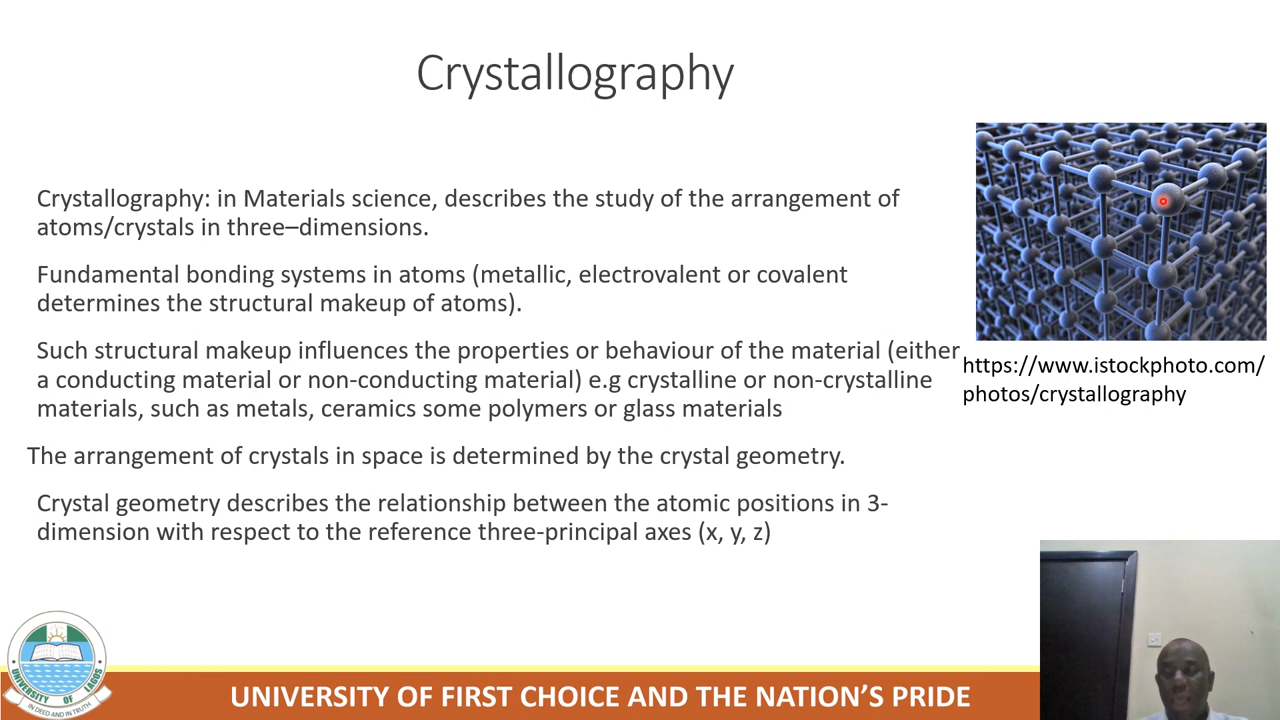 Crystallography
Crystallography: in Materials science, describes the study of the arrangement of
atoms/crystals in three–dimensions.
Fundamental bonding systems in atoms (metallic, electrovalent or covalent
determines the structural makeup of atoms).
Such structural makeup influences the properties or behaviour of the material (either
a conducting material or non-conducting material) e.g crystalline or non-crystalline
materials, such as metals, ceramics some polymers or glass materials
The arrangement of crystals in space is determined by the crystal geometry.
Crystal geometry describes the relationship between the atomic positions in 3-
dimension with respect to the reference three-principal axes (x, y, z)
https://www.istockphoto.com/
photos/crystallography
UNIVERSITY OF LAGOS
IN DEED AND IN TRUTH
UNIVERSITY OF FIRST CHOICE AND THE NATION’S PRIDE